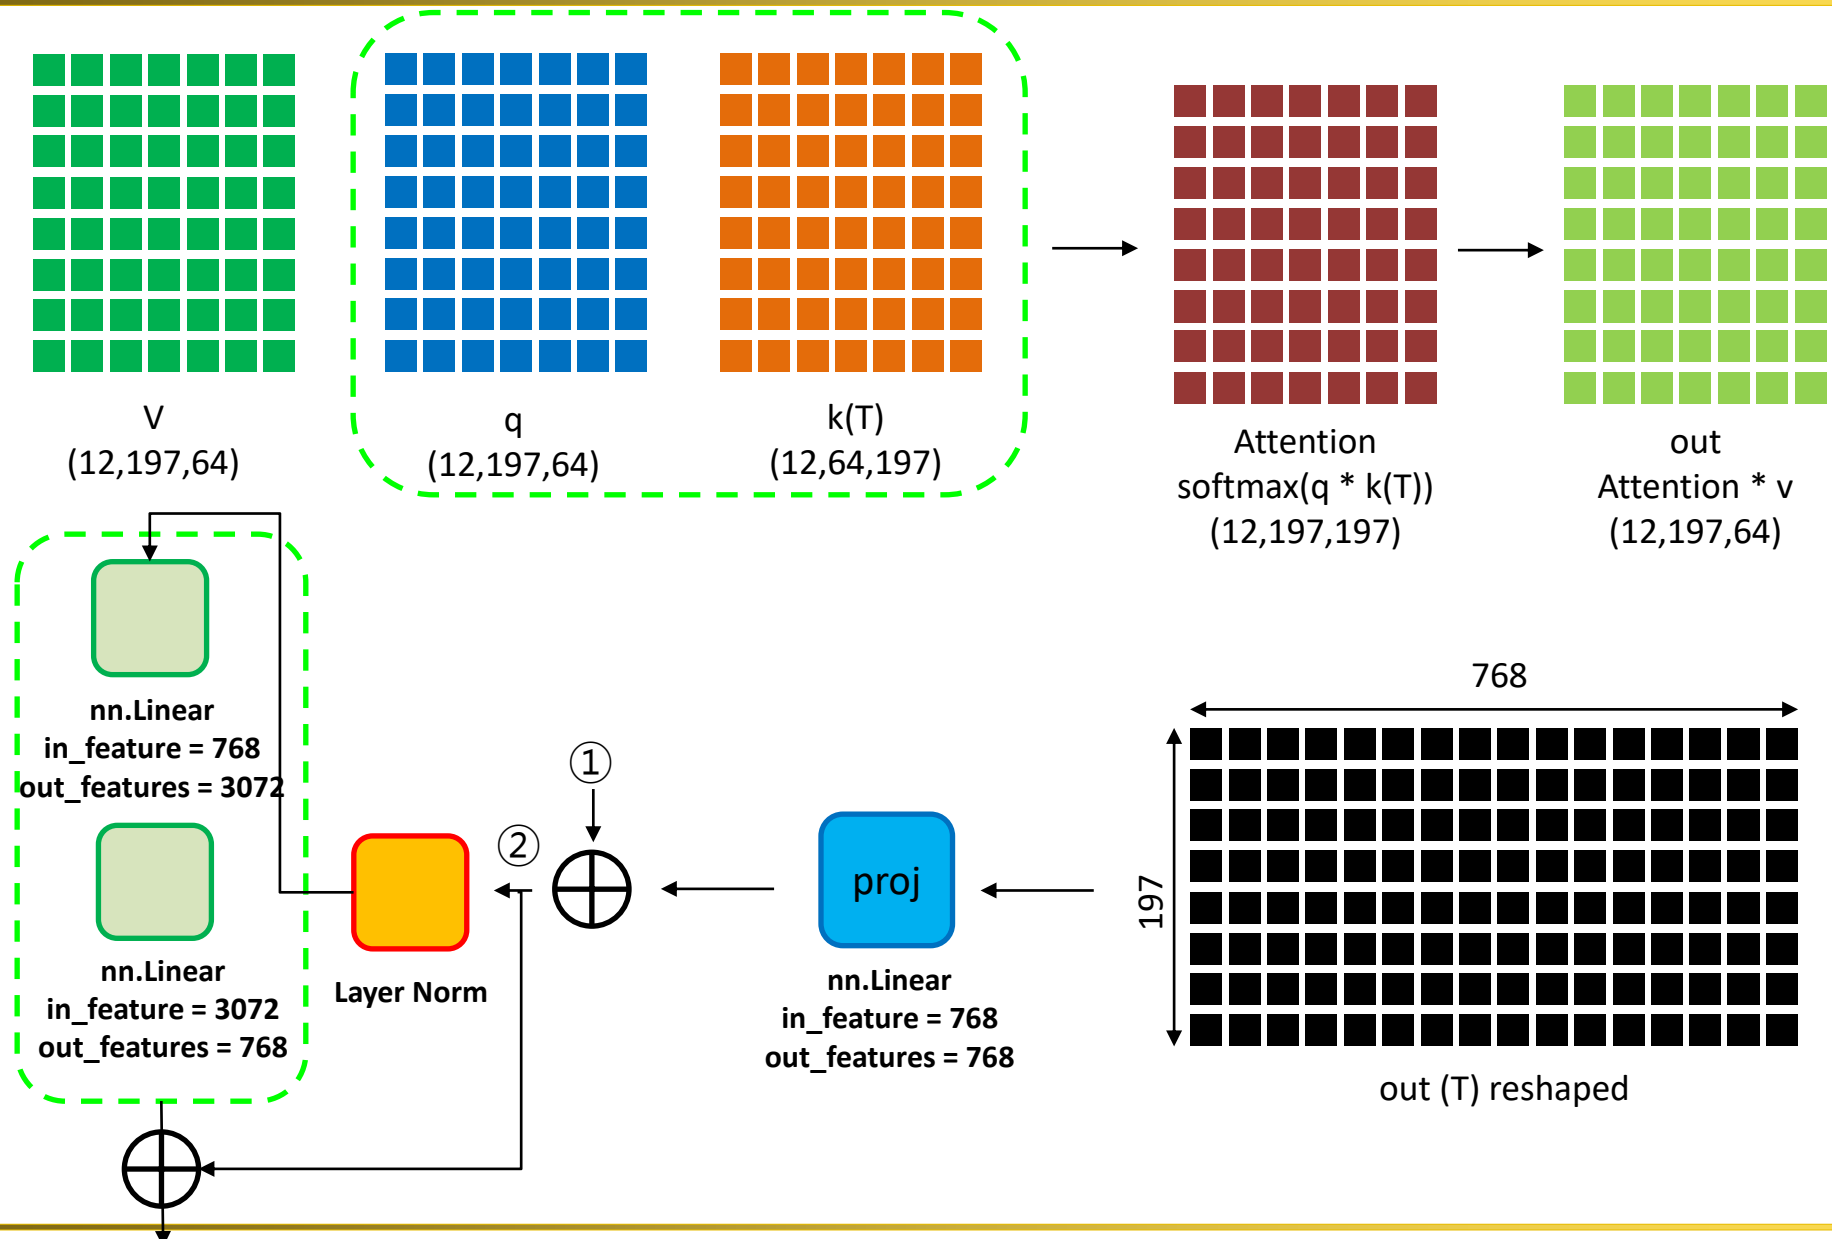 V
(12,197,64)
q
(12,197,64)
k(T)
(12,64,197)
Attention
softmax(q * k(T))
(12,197,197)
out
Attention * v
(12,197,64)
768
197
out (T) reshaped
proj
nn.Linear
in_feature = 768
out_features = 768
①
②
Layer Norm
nn.Linear
in_feature = 768
out_features = 3072
nn.Linear
in_feature = 3072
out_features = 768